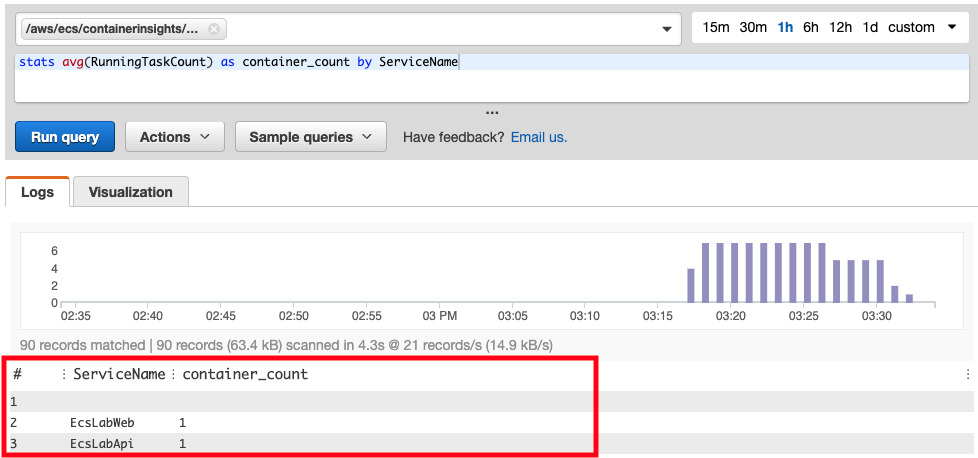 /aws/ecs/containerinsights/...
15m 30m 1h 6h 12h 1d custom
stats avg(RunningTaskCount) as container_count by ServiceName
Run query Actions Sample queries Have feedback? Email us.
Logs Visualization
6
4
2
0
02:35 02:40 02:45 02:50 02:55 03 PM 03:05 03:10 03:15 03:20 03:25 03:30
90 records matched | 90 records (63.4 kB) scanned in 4.3s @ 21 records/s (14.9 kB/s)
# ServiceName container_count
1
2 EcsLabWeb 1
3 EcsLabApi 1